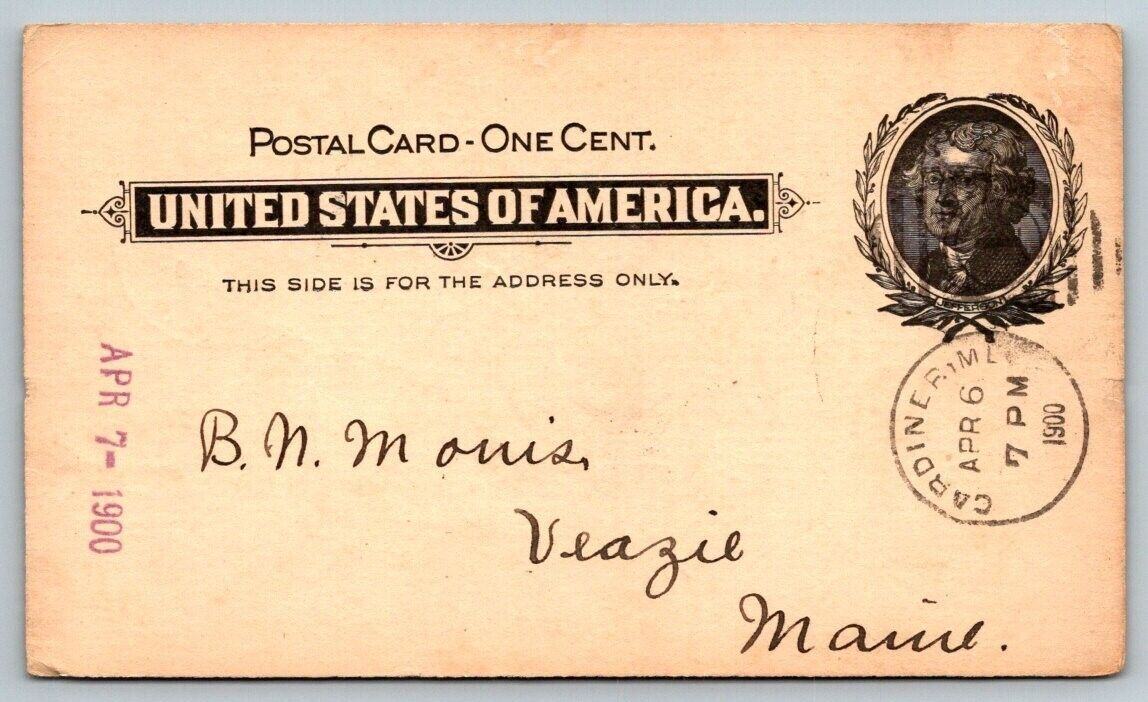 POSTAL CARD - ONE CENT.
UNITED STATES OF AMERICA.
THIS SIDE IS FOR THE ADDRESS ONLY.
JEFFERSON
GARDINER, ME
APR 6
7 PM
1900
APR 7 - 1900
B. N. Morris,
Veazie
Maine.